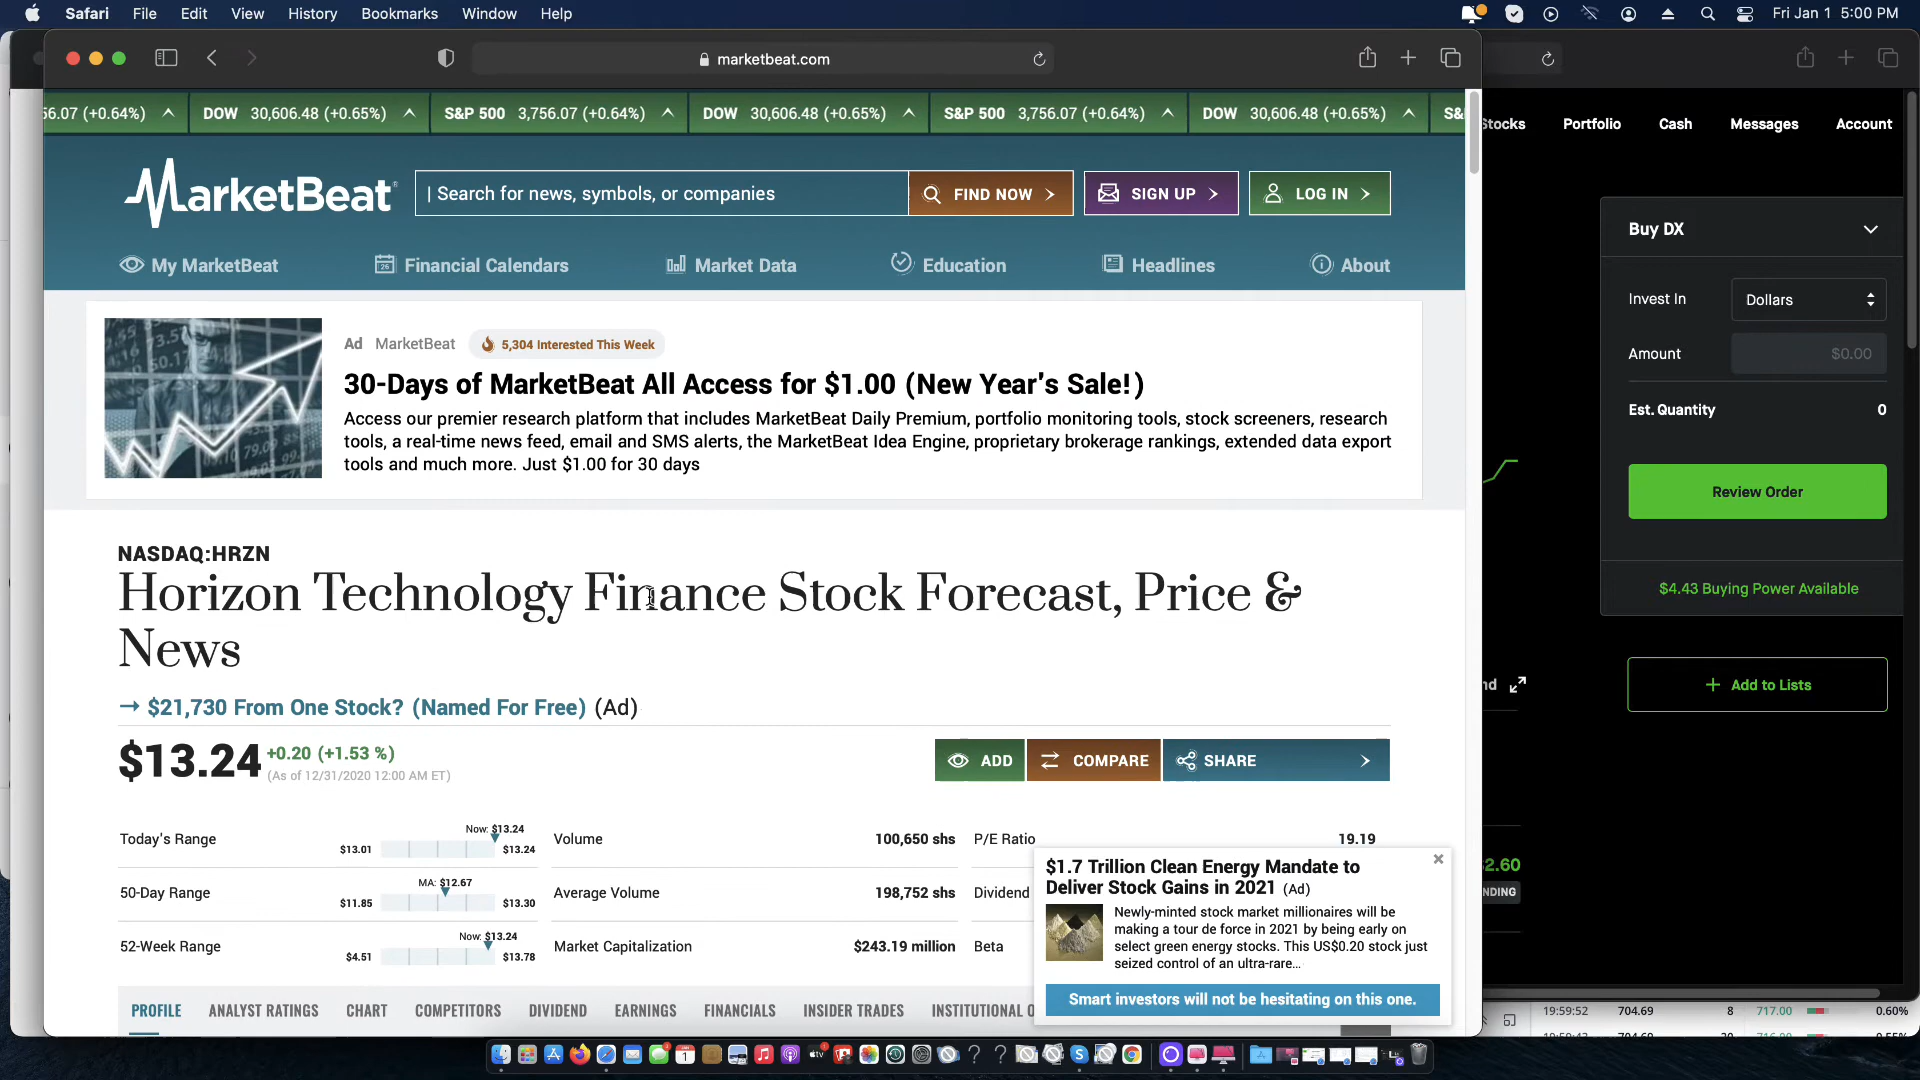 Safari File Edit View History Bookmarks Window Help
Fri Jan 1 5:00 PM
marketbeat.com
56.07 (+0.64%) DOW 30,606.48 (+0.65%) S&P 500 3,756.07 (+0.64%) DOW 30,606.48 (+0.65%) S&P 500 3,756.07 (+0.64%) DOW 30,606.48 (+0.65%) S&
MarketBeat
Search for news, symbols, or companies
FIND NOW
SIGN UP
LOG IN
My MarketBeat Financial Calendars Market Data Education Headlines About
Ad MarketBeat 5,304 Interested This Week
30-Days of MarketBeat All Access for $1.00 (New Year's Sale!)
Access our premier research platform that includes MarketBeat Daily Premium, portfolio monitoring tools, stock screeners, research
tools, a real-time news feed, email and SMS alerts, the MarketBeat Idea Engine, proprietary brokerage rankings, extended data export
tools and much more. Just $1.00 for 30 days
NASDAQ:HRZN
Horizon Technology Finance Stock Forecast, Price &
News
→ $21,730 From One Stock? (Named For Free) (Ad)
$13.24 +0.20 (+1.53 %)
(As of 12/31/2020 12:00 AM ET)
ADD
COMPARE
SHARE
Today's Range
Now: $13.24
$13.01 $13.24
50-Day Range
MA: $12.67
$11.85 $13.30
52-Week Range
Now: $13.24
$4.51 $13.78
Volume 100,650 shs
Average Volume 198,752 shs
Market Capitalization $243.19 million
P/E Ratio 19.19
Dividend
Beta
$1.7 Trillion Clean Energy Mandate to
Deliver Stock Gains in 2021 (Ad)
Newly-minted stock market millionaires will be
making a tour de force in 2021 by being early on
select green energy stocks. This US$0.20 stock just
seized control of an ultra-rare...
Smart investors will not be hesitating on this one.
PROFILE ANALYST RATINGS CHART COMPETITORS DIVIDEND EARNINGS FINANCIALS INSIDER TRADES INSTITUTIONAL O
Stocks Portfolio Cash Messages Account
Buy DX
Invest In Dollars
Amount $0.00
Est. Quantity 0
Review Order
$4.43 Buying Power Available
+ Add to Lists
nd
2.60
NDING
19:59:52 704.69 8 717.00 0.60%